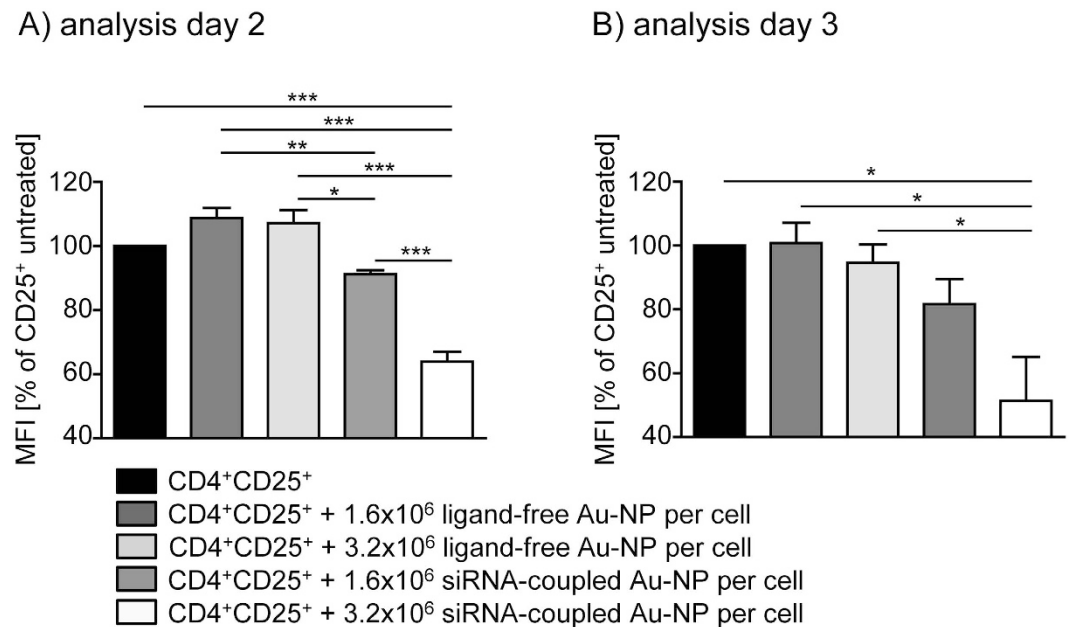 A) analysis day 2
B) analysis day 3
MFI [% of CD25⁺ untreated]
120
100
80
60
40
***
***
**
***
*
***
MFI [% of CD25⁺ untreated]
120
100
80
60
40
*
*
*
CD4⁺CD25⁺
CD4⁺CD25⁺ + 1.6x10⁶ ligand-free Au-NP per cell
CD4⁺CD25⁺ + 3.2x10⁶ ligand-free Au-NP per cell
CD4⁺CD25⁺ + 1.6x10⁶ siRNA-coupled Au-NP per cell
CD4⁺CD25⁺ + 3.2x10⁶ siRNA-coupled Au-NP per cell